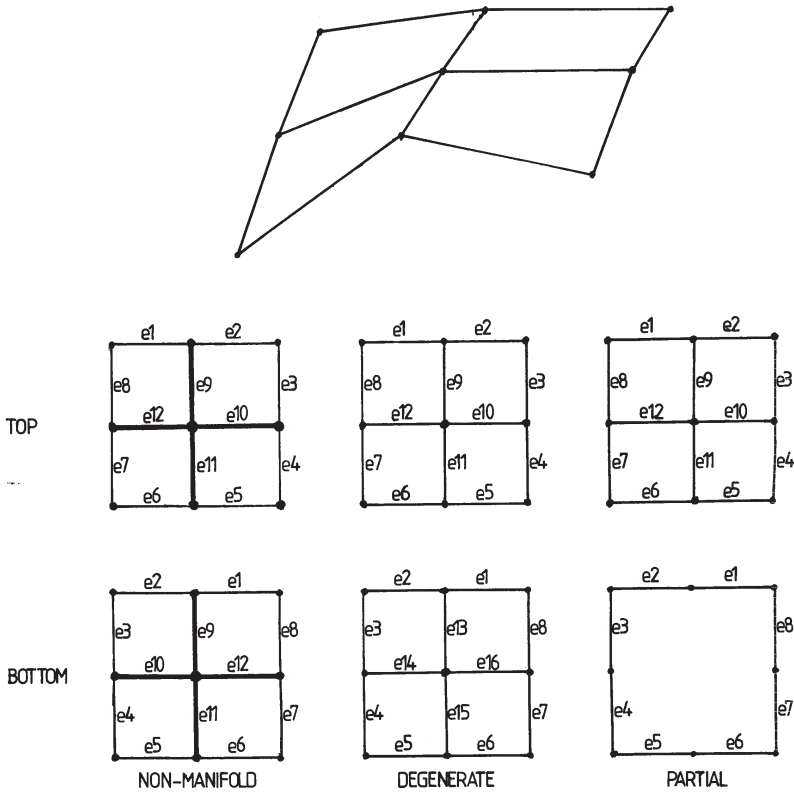 e1 e2 e1 e2 e1 e2
e8 e9 e3 e8 e9 e3 e8 e9 e3
e12 e10 e12 e10 e12 e10
TOP
e7 e11 e4 e7 e11 e4 e7 e11 e4
e6 e5 e6 e5 e6 e5
e2 e1 e2 e1 e2 e1
e3 e9 e8 e3 e13 e8 e3 e8
e10 e12 e14 e16
BOTTOM
e4 e11 e7 e4 e15 e7 e4 e7
e5 e6 e5 e6 e5 e6
NON-MANIFOLD DEGENERATE PARTIAL